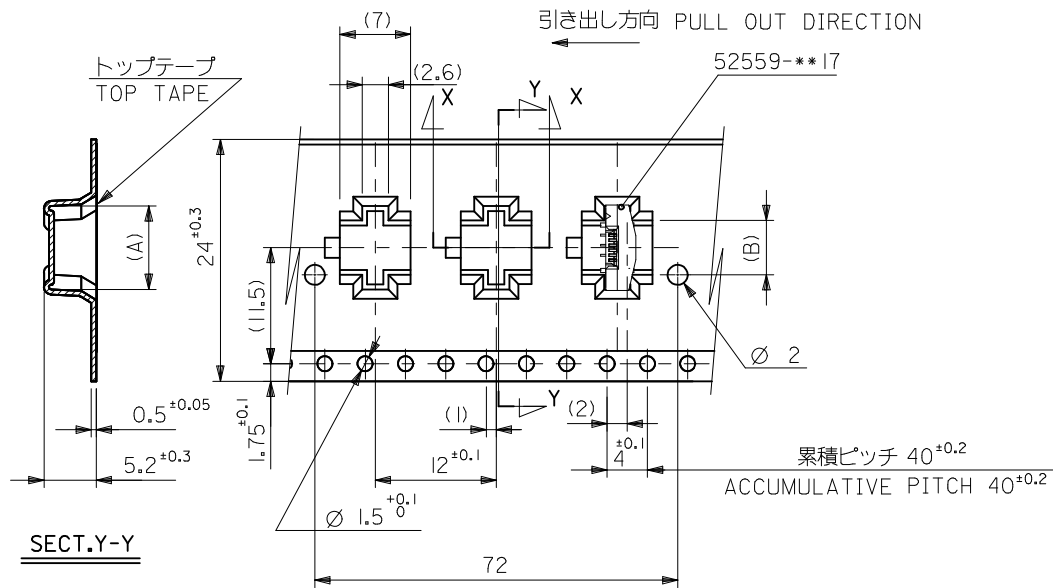 (7)
引き出し方向 PULL OUT DIRECTION
52559-**17
トップテープ
TOP TAPE
(2.6)
X
Y
X
(A)
24±0.3
(11.5)
(B)
Ø 2
0.5±0.05
5.2±0.3
1.75±0.1
(1)
Y
(2)
12±0.1
4±0.1
累積ピッチ 40±0.2
ACCUMULATIVE PITCH 40±0.2
Ø 1.5 +0.1 0
SECT.Y-Y
72